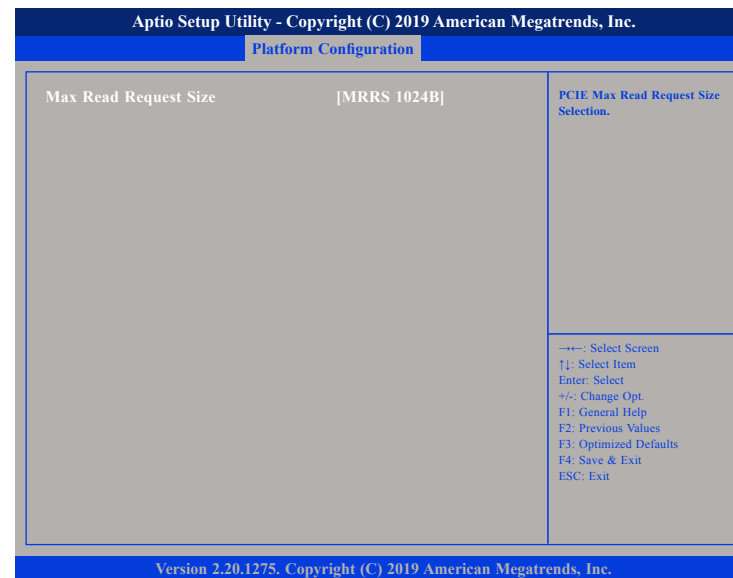 Aptio Setup Utility - Copyright (C) 2019 American Megatrends, Inc.
Platform Configuration
Max Read Request Size [MRRS 1024B]
PCIE Max Read Request Size
Selection.
→←: Select Screen
↑↓: Select Item
Enter: Select
+/-: Change Opt.
F1: General Help
F2: Previous Values
F3: Optimized Defaults
F4: Save & Exit
ESC: Exit
Version 2.20.1275. Copyright (C) 2019 American Megatrends, Inc.